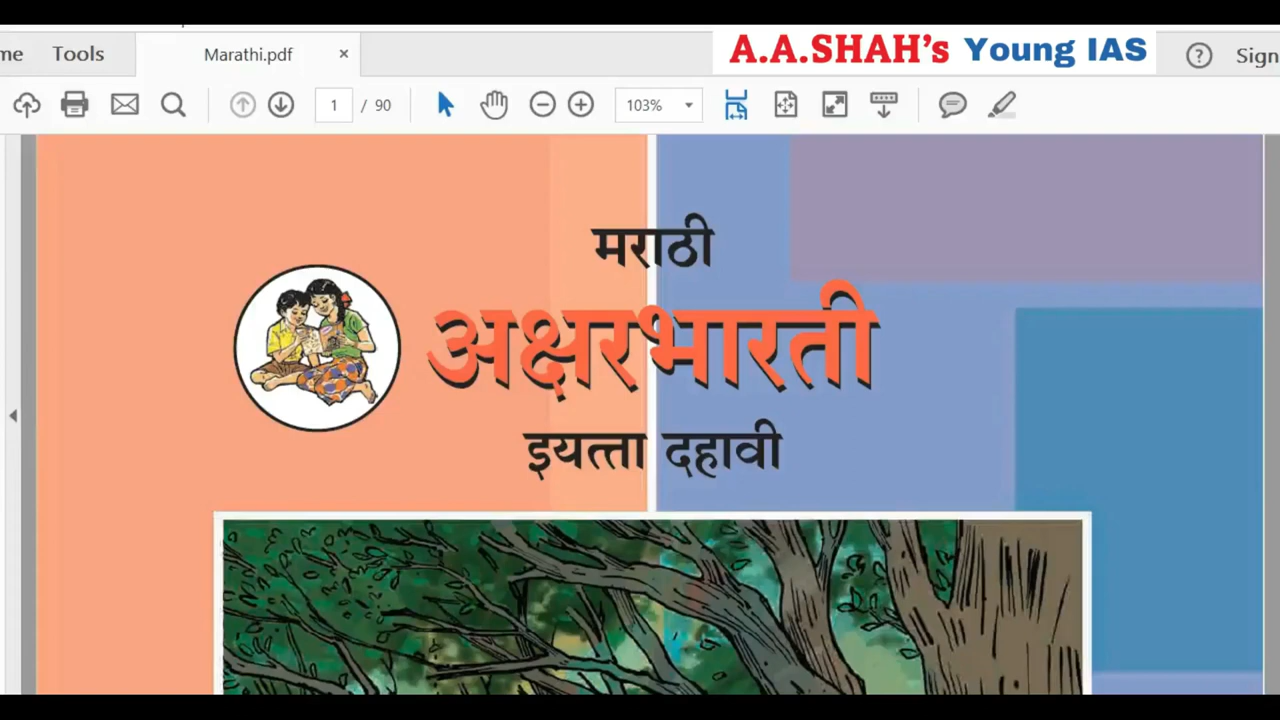 me Tools Marathi.pdf × A.A.SHAH's Young IAS ? Sign
1 / 90 103%
मराठी
अक्षरभारती
इयत्ता दहावी